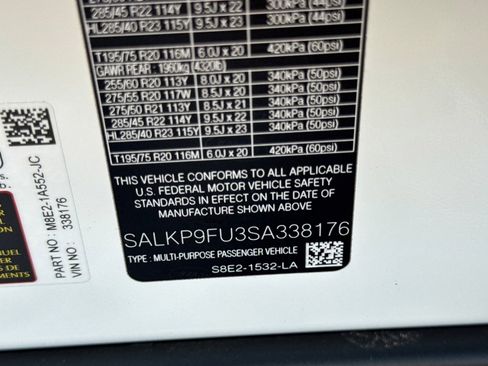 285/45 R22 114Y 9.5J x 22 300kPa (44psi)
HL285/40 R23 115Y 9.5J x 23 300kPa (44psi)
T195/75 R20 116M 6.0J x 20 420kPa (60psi)
GAWR REAR : 1960kg ( 4320lb)
255/60 R20 113Y 8.0J x 20 340kPa (50psi)
275/55 R20 117W 8.0J x 20 340kPa (50psi)
275/50 R21 113Y 8.5J x 21 340kPa (50psi)
285/45 R22 114Y 9.5J x 22 340kPa (50psi)
HL285/40 R23 115Y 9.5J x 23 340kPa (50psi)
T195/75 R20 116M 6.0J x 20 420kPa (60psi)
THIS VEHICLE CONFORMS TO ALL APPLICABLE
U.S. FEDERAL MOTOR VEHICLE SAFETY
STANDARDS IN EFFECT ON THE DATE OF
MANUFACTURE SHOWN ABOVE
SALKP9FU3SA338176
TYPE : MULTI-PURPOSE PASSENGER VEHICLE
S8E2-1532-LA
PART NO : M8E2-1A552-JC
VIN NO : 338176